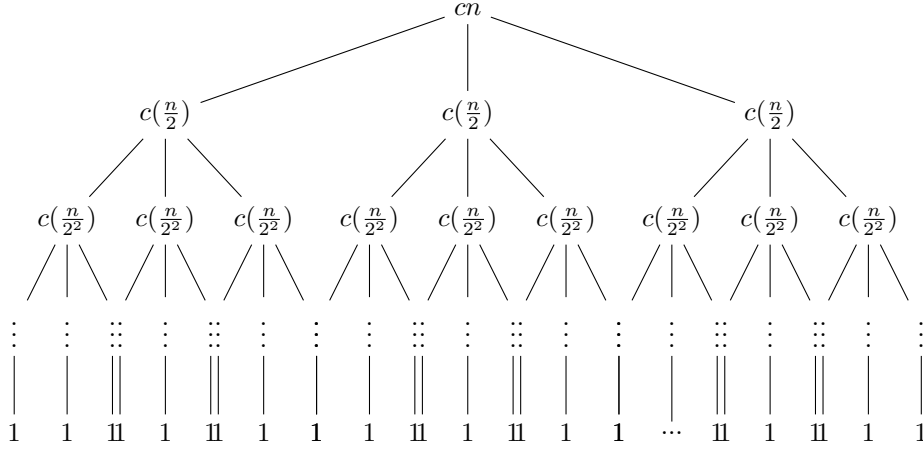 cn
c(n/2) c(n/2) c(n/2)
c(n/2²) c(n/2²) c(n/2²) c(n/2²) c(n/2²) c(n/2²) c(n/2²) c(n/2²) c(n/2²)
⋮ ⋮ ⋮⋮ ⋮ ⋮⋮ ⋮ ⋮ ⋮ ⋮⋮ ⋮ ⋮⋮ ⋮ ⋮ ⋮ ⋮⋮ ⋮ ⋮⋮ ⋮ ⋮
1 1 11 1 11 1 1 1 11 1 11 1 1 ... 11 1 11 1 1